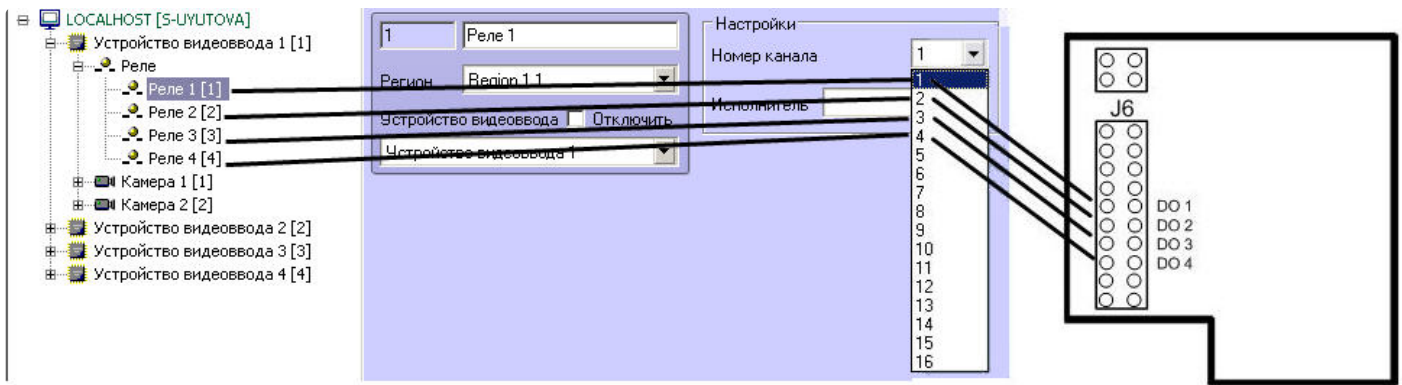 LOCALHOST [S-UYUTOVA]
Устройство видеоввода 1 [1]
Реле
Реле 1 [1]
Реле 2 [2]
Реле 3 [3]
Реле 4 [4]
Камера 1 [1]
Камера 2 [2]
Устройство видеоввода 2 [2]
Устройство видеоввода 3 [3]
Устройство видеоввода 4 [4]
1 Реле 1
Регион Region 1.1
Устройство видеоввода Отключить
Устройство видеоввода 1
Настройки
Номер канала 1
Исполнитель
1
2
3
4
5
6
7
8
9
10
11
12
13
14
15
16
J6
DO 1
DO 2
DO 3
DO 4